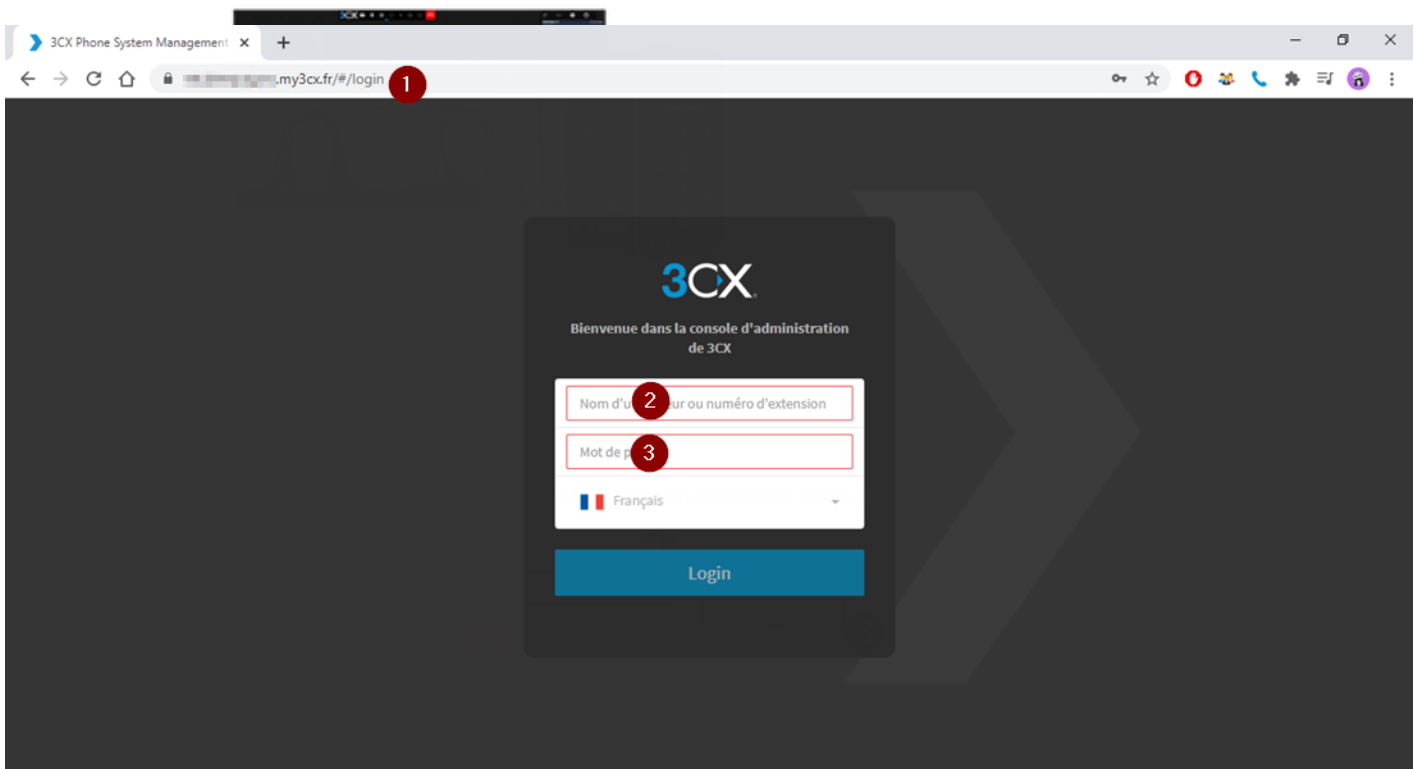 3CX
3CX Phone System Management
.my3cx.fr/#/login
1
3CX
Bienvenue dans la console d'administration
de 3CX
Nom d'u ur ou numéro d'extension
2
Mot de p
3
Français
Login